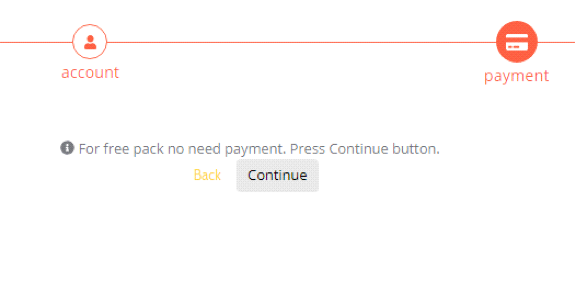 account
payment
For free pack no need payment. Press Continue button.
Back
Continue